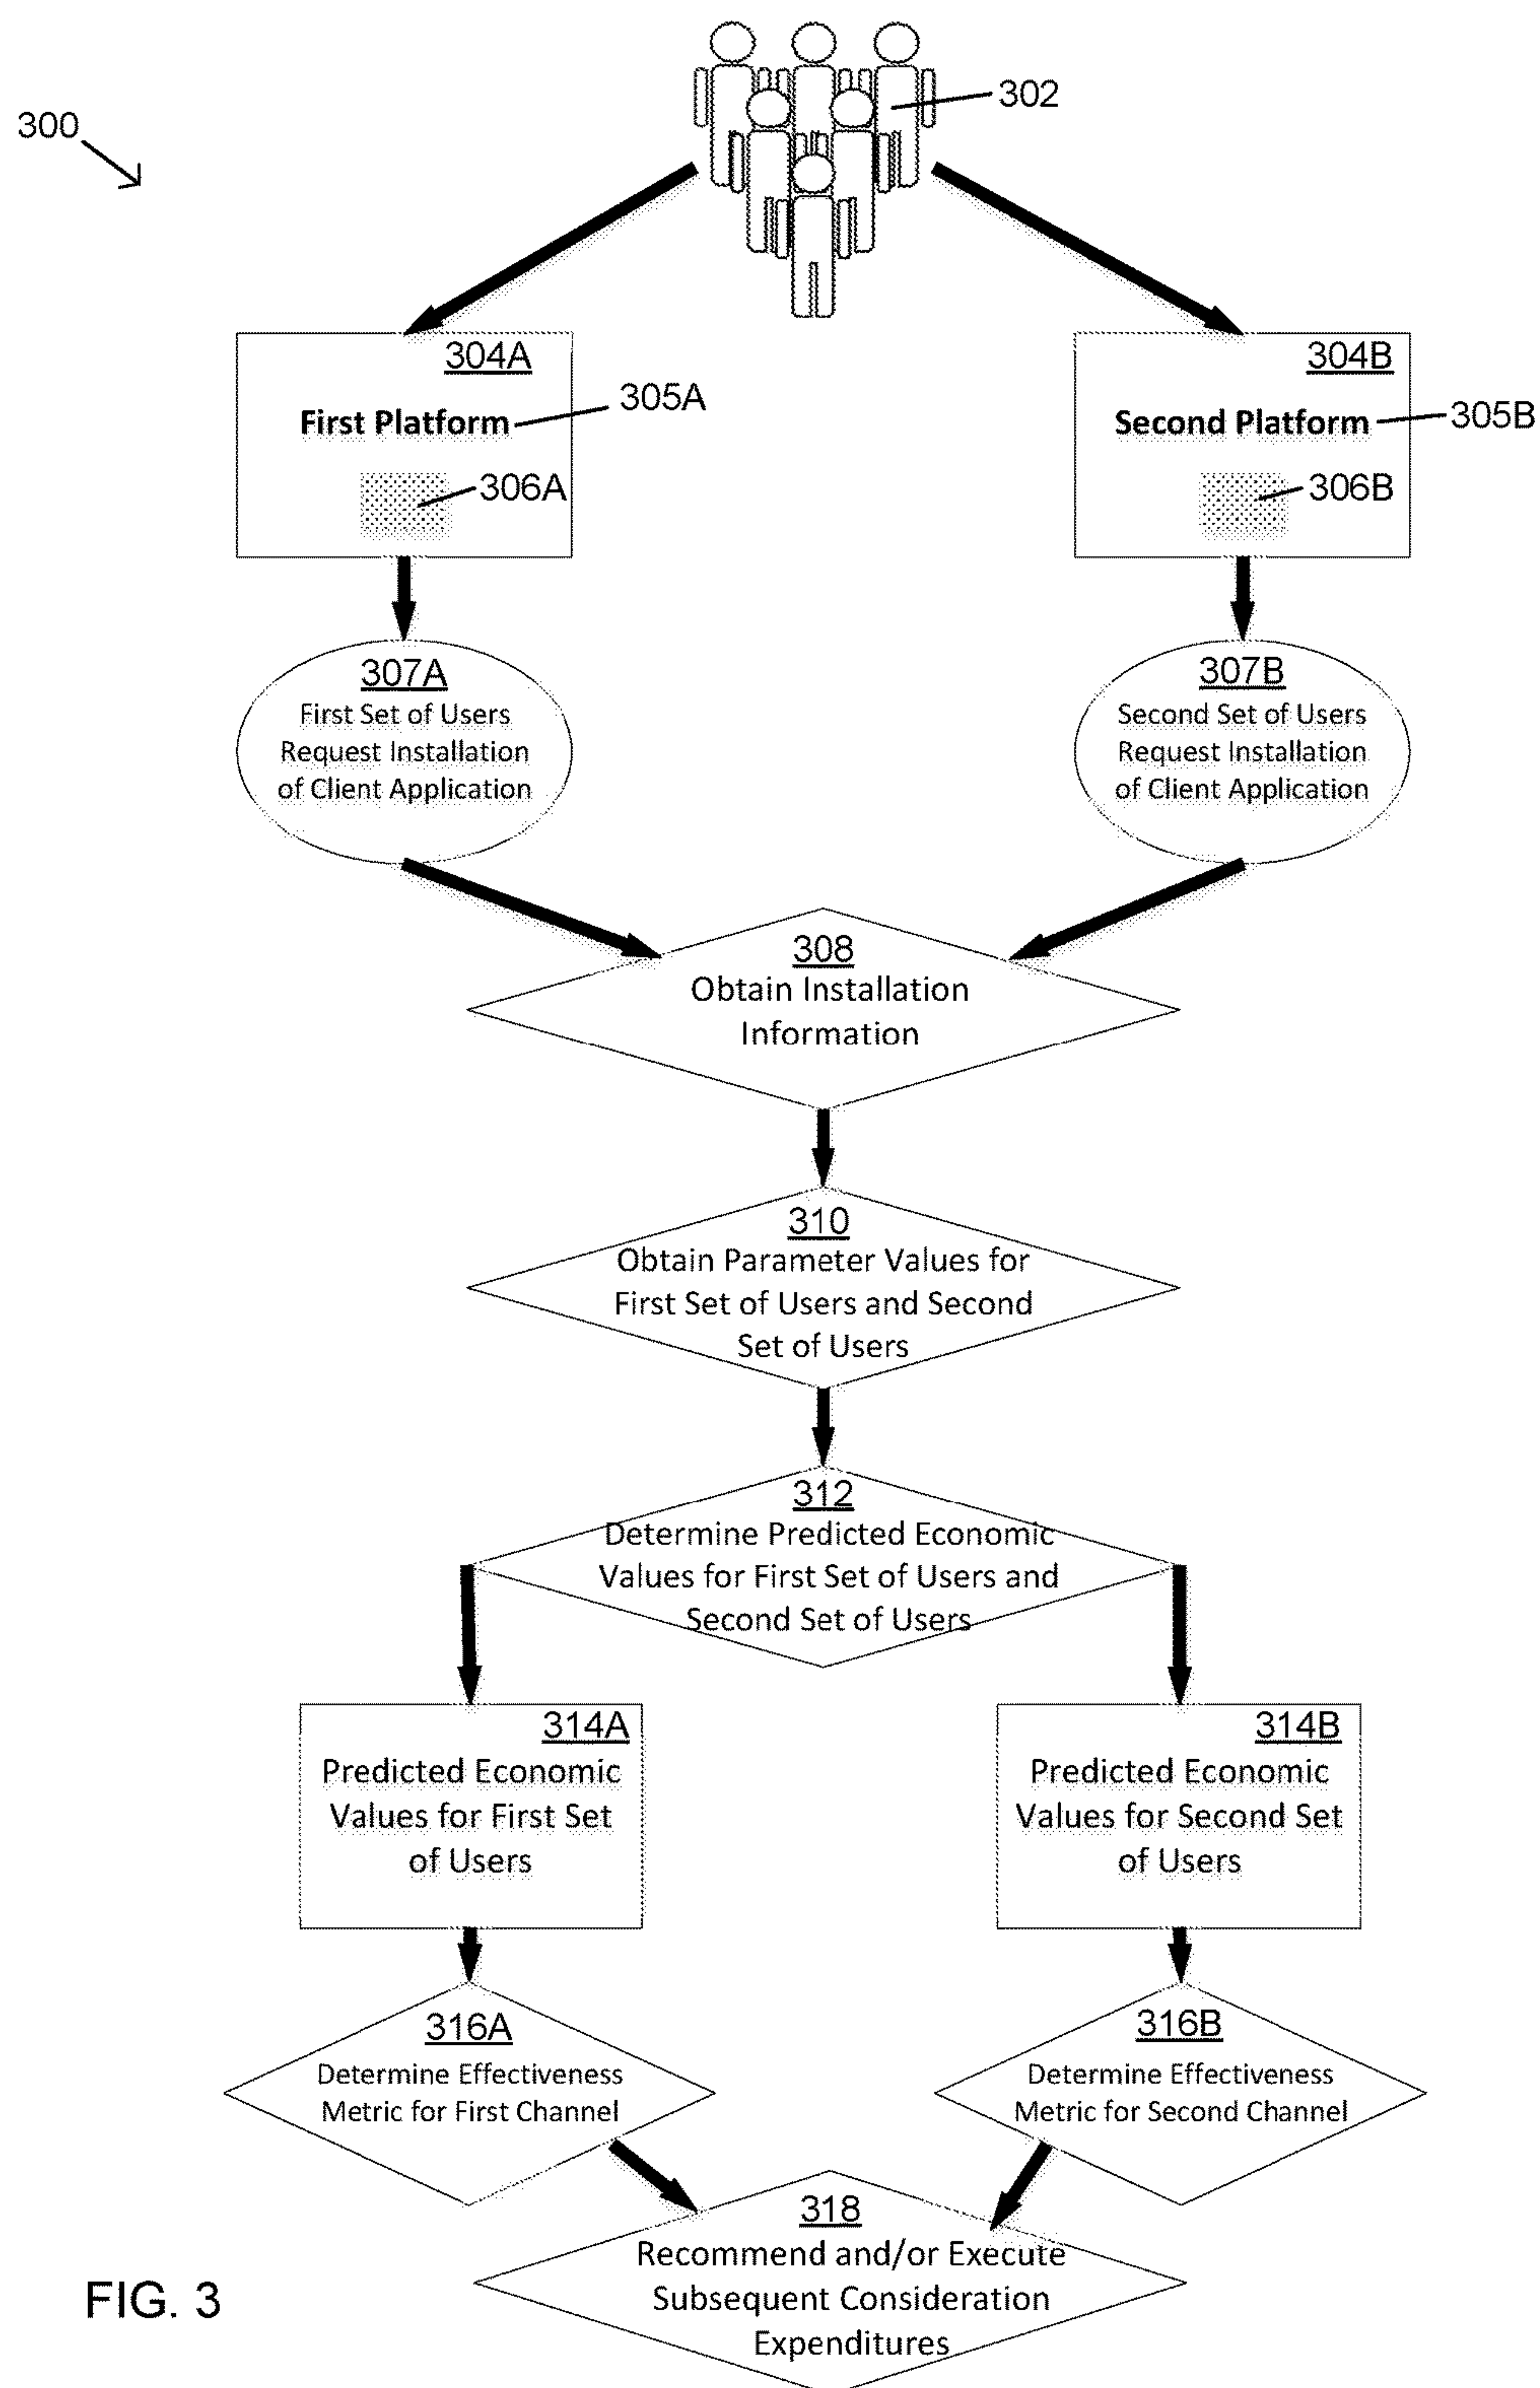 302
300
304A
First Platform
305A
306A
304B
Second Platform
305B
306B
307A
First Set of Users
Request Installation
of Client Application
307B
Second Set of Users
Request Installation
of Client Application
308
Obtain Installation
Information
310
Obtain Parameter Values for
First Set of Users and Second
Set of Users
312
Determine Predicted Economic
Values for First Set of Users and
Second Set of Users
314A
Predicted Economic
Values for First Set
of Users
314B
Predicted Economic
Values for Second Set
of Users
316A
Determine Effectiveness
Metric for First Channel
316B
Determine Effectiveness
Metric for Second Channel
318
Recommend and/or Execute
Subsequent Consideration
Expenditures
FIG. 3